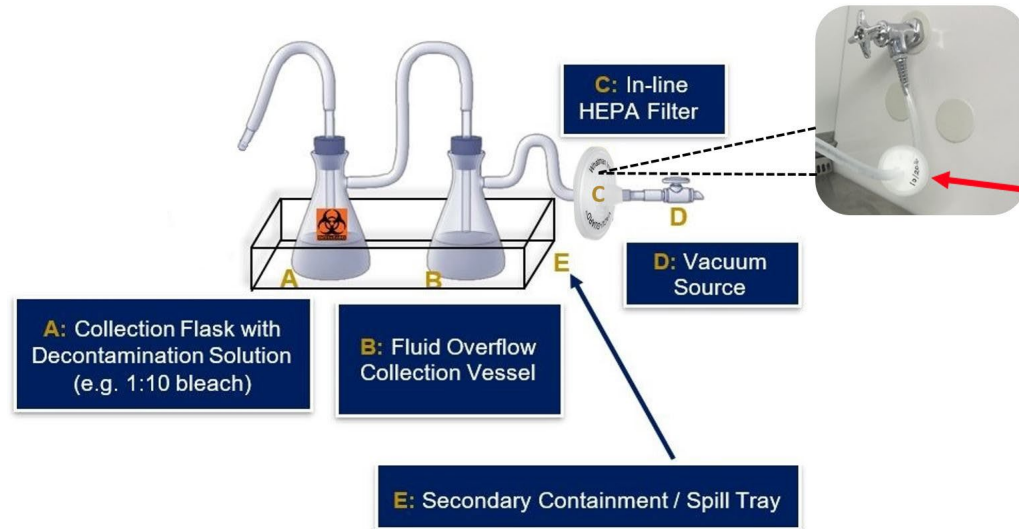 C: In-line
HEPA Filter
C
D
A
B
E
D: Vacuum
Source
A: Collection Flask with
Decontamination Solution
(e.g. 1:10 bleach)
B: Fluid Overflow
Collection Vessel
E: Secondary Containment / Spill Tray